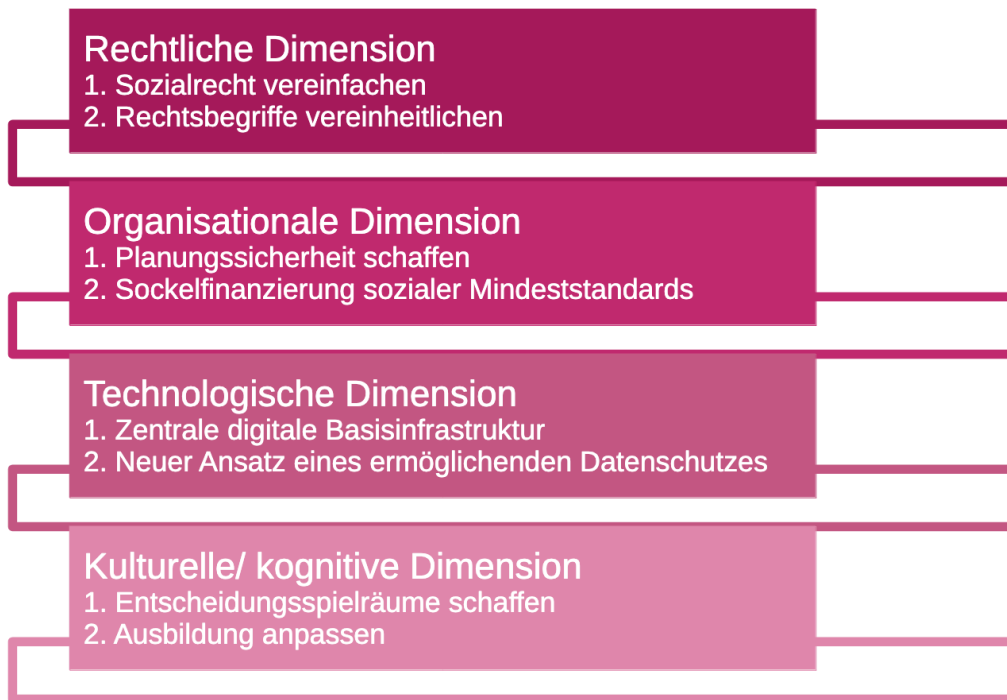 Rechtliche Dimension
1. Sozialrecht vereinfachen
2. Rechtsbegriffe vereinheitlichen
Organisationale Dimension
1. Planungssicherheit schaffen
2. Sockelfinanzierung sozialer Mindeststandards
Technologische Dimension
1. Zentrale digitale Basisinfrastruktur
2. Neuer Ansatz eines ermöglichenden Datenschutzes
Kulturelle/ kognitive Dimension
1. Entscheidungsspielräume schaffen
2. Ausbildung anpassen